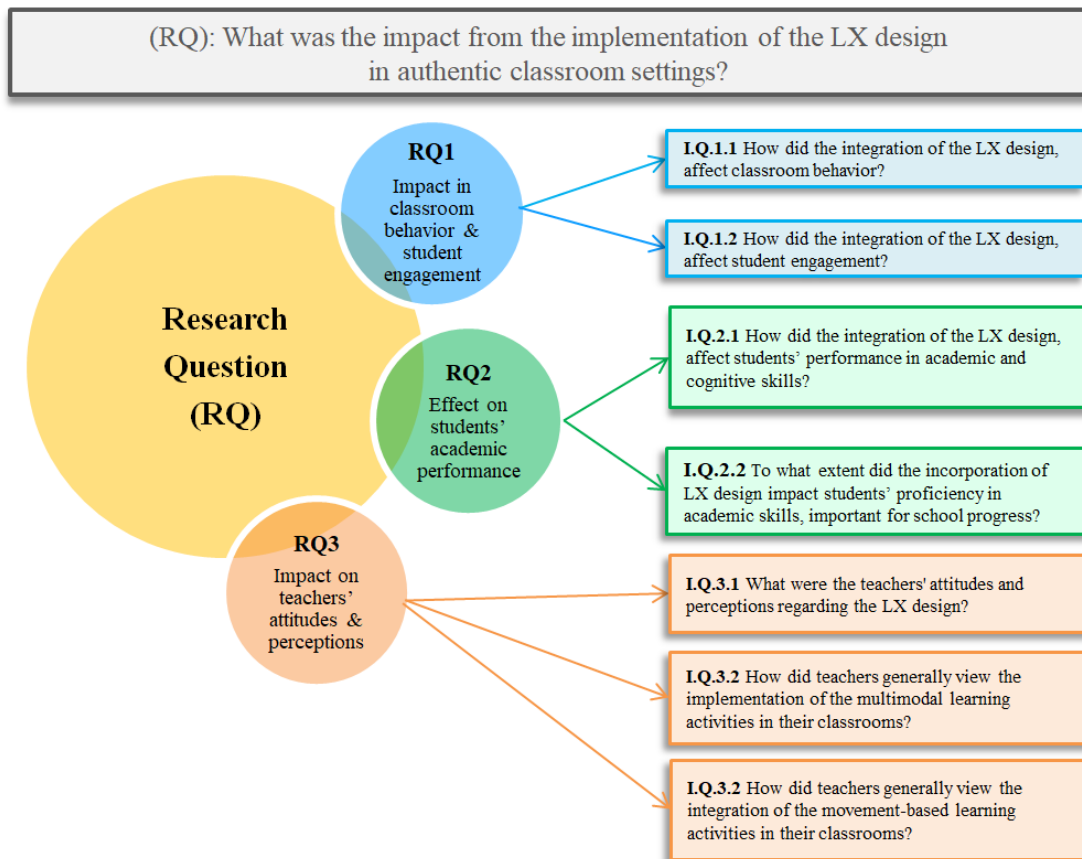 (RQ): What was the impact from the implementation of the LX design
in authentic classroom settings?
Research
Question
(RQ)
RQ1
Impact in
classroom
behavior &
student
engagement
I.Q.1.1 How did the integration of the LX design,
affect classroom behavior?
I.Q.1.2 How did the integration of the LX design,
affect student engagement?
RQ2
Effect on
students’
academic
performance
I.Q.2.1 How did the integration of the LX design,
affect students’ performance in academic and
cognitive skills?
I.Q.2.2 To what extent did the incorporation of
LX design impact students’ proficiency in
academic skills, important for school progress?
RQ3
Impact on
teachers’
attitudes &
perceptions
I.Q.3.1 What were the teachers' attitudes and
perceptions regarding the LX design?
I.Q.3.2 How did teachers generally view the
implementation of the multimodal learning
activities in their classrooms?
I.Q.3.2 How did teachers generally view the
integration of the movement-based learning
activities in their classrooms?